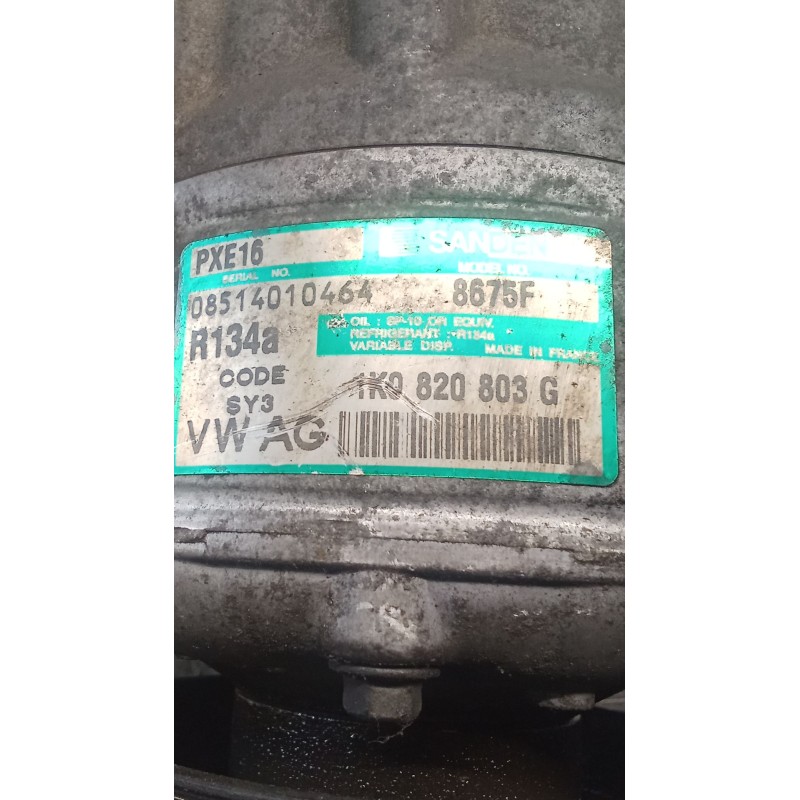 PXE16
SERIAL NO.
MODEL NO.
08514010464
8675F
R134a
OIL : SP-10 OR EQUIV.
REFRIGERANT : R134a
VARIABLE DISP. MADE IN FRANCE
CODE
SY3
1K0 820 803 G
VW AG